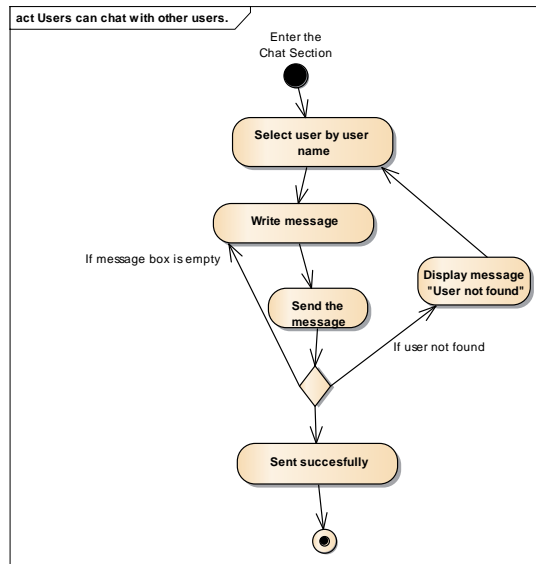 act Users can chat with other users.
Enter the
Chat Section
Select user by user
name
Write message
If message box is empty
Display message
"User not found"
Send the
message
If user not found
Sent succesfully